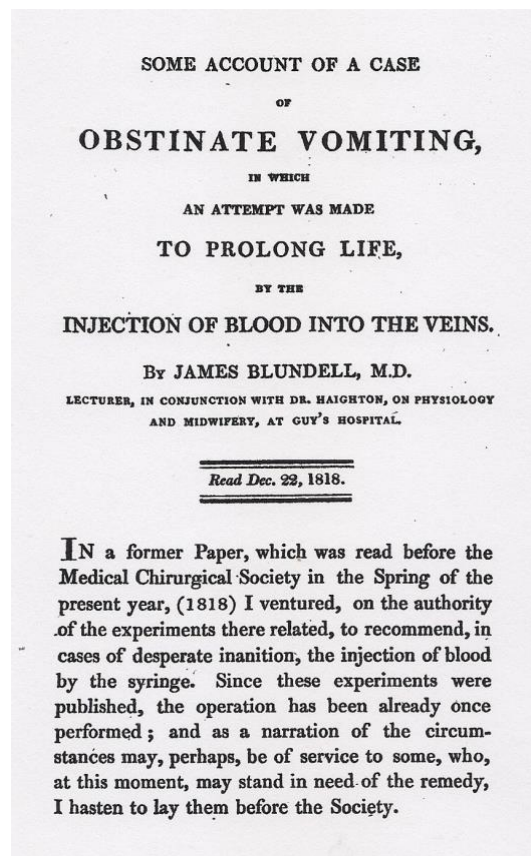 SOME ACCOUNT OF A CASE
OF
OBSTINATE VOMITING,
IN WHICH
AN ATTEMPT WAS MADE
TO PROLONG LIFE,
BY THE
INJECTION OF BLOOD INTO THE VEINS.
By JAMES BLUNDELL, M.D.
LECTURER, IN CONJUNCTION WITH DR. HAIGHTON, ON PHYSIOLOGY
AND MIDWIFERY, AT GUY'S HOSPITAL.
Read Dec. 22, 1818.
IN a former Paper, which was read before the
Medical Chirurgical Society in the Spring of the
present year, (1818) I ventured, on the authority
of the experiments there related, to recommend, in
cases of desperate inanition, the injection of blood
by the syringe. Since these experiments were
published, the operation has been already once
performed; and as a narration of the circum-
stances may, perhaps, be of service to some, who,
at this moment, may stand in need of the remedy,
I hasten to lay them before the Society.